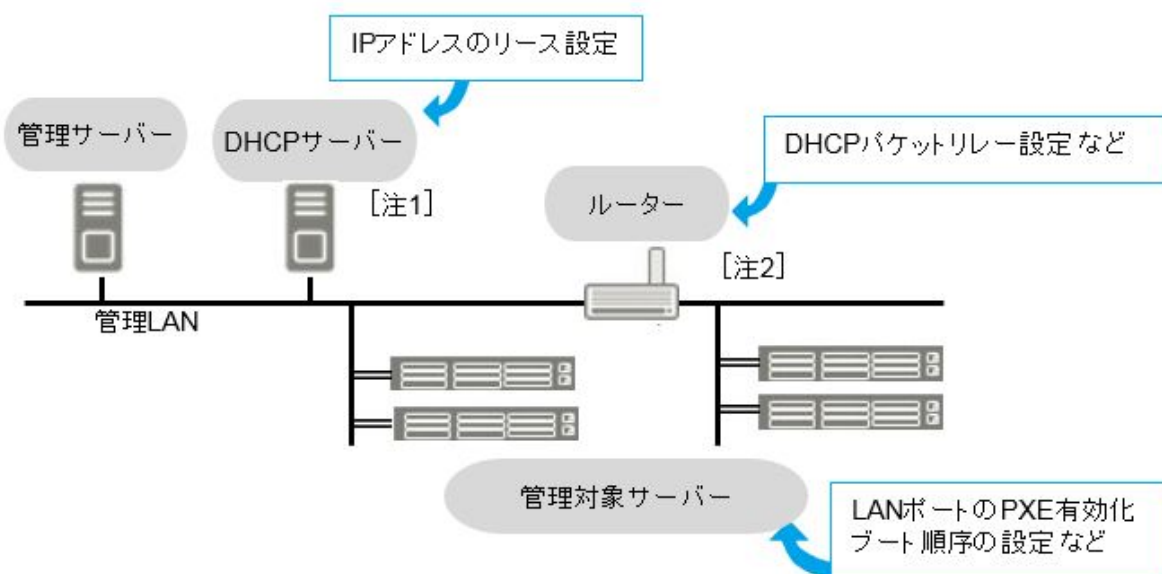 IPアドレスのリース設定
管理サーバー
DHCPサーバー
DHCPパケットリレー設定など
[注1]
ルーター
[注2]
管理LAN
管理対象サーバー
LANポートのPXE有効化
ブート順序の設定など